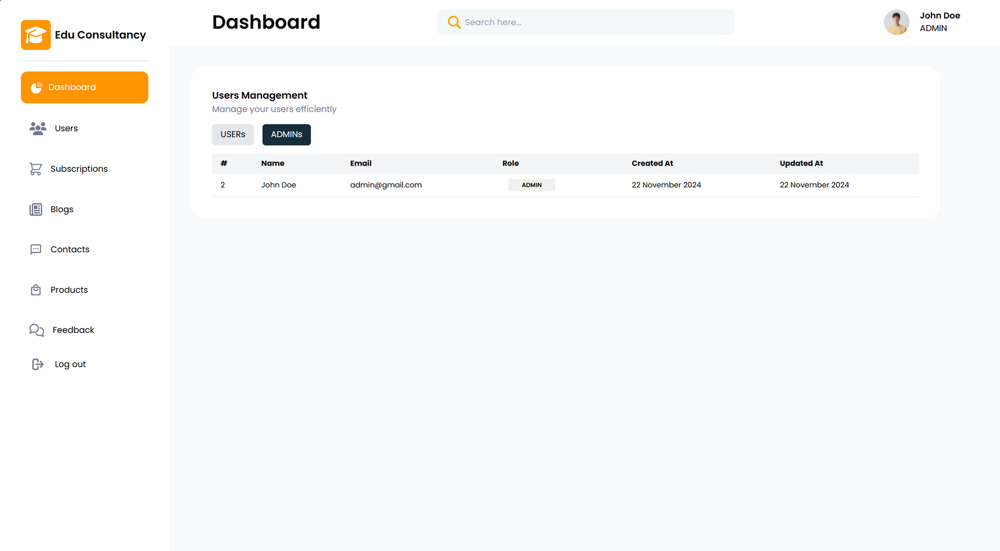 Edu Consultancy
Dashboard
Users
Subscriptions
Blogs
Contacts
Products
Feedback
Log out
Dashboard
Search here...
John Doe
ADMIN
Users Management
Manage your users efficiently
USERs ADMINs
# Name Email Role Created At Updated At
2 John Doe admin@gmail.com ADMIN 22 November 2024 22 November 2024